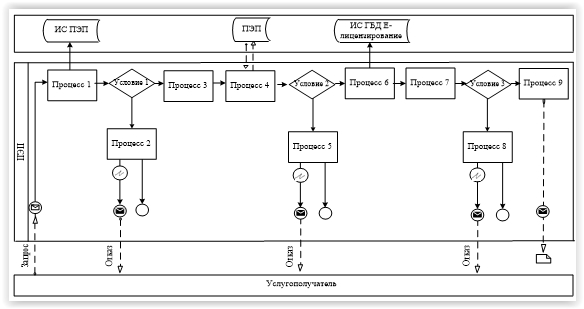 ИС ПЭП
ПЭП
ИС ГБД Е-
лицензирование
ПЭП
Процесс 1
Условие 1
Процесс 3
Процесс 4
Условие 2
Процесс 6
Процесс 7
Условие 3
Процесс 9
Процесс 2
Процесс 5
Процесс 8
Запрос
Отказ
Отказ
Отказ
Услугополучатель